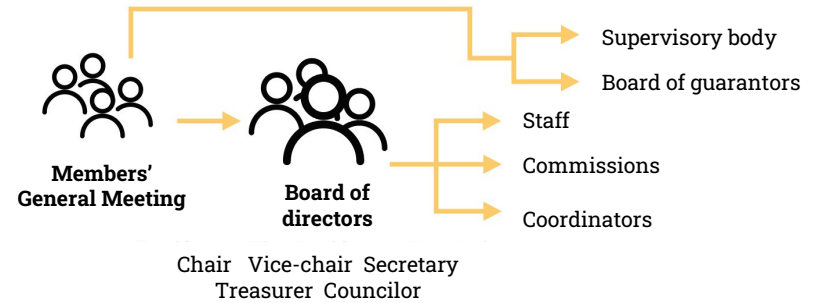 Supervisory body
Board of guarantors
Staff
Members’
General Meeting
Board of
directors
Commissions
Coordinators
Chair Vice-chair Secretary
Treasurer Councilor